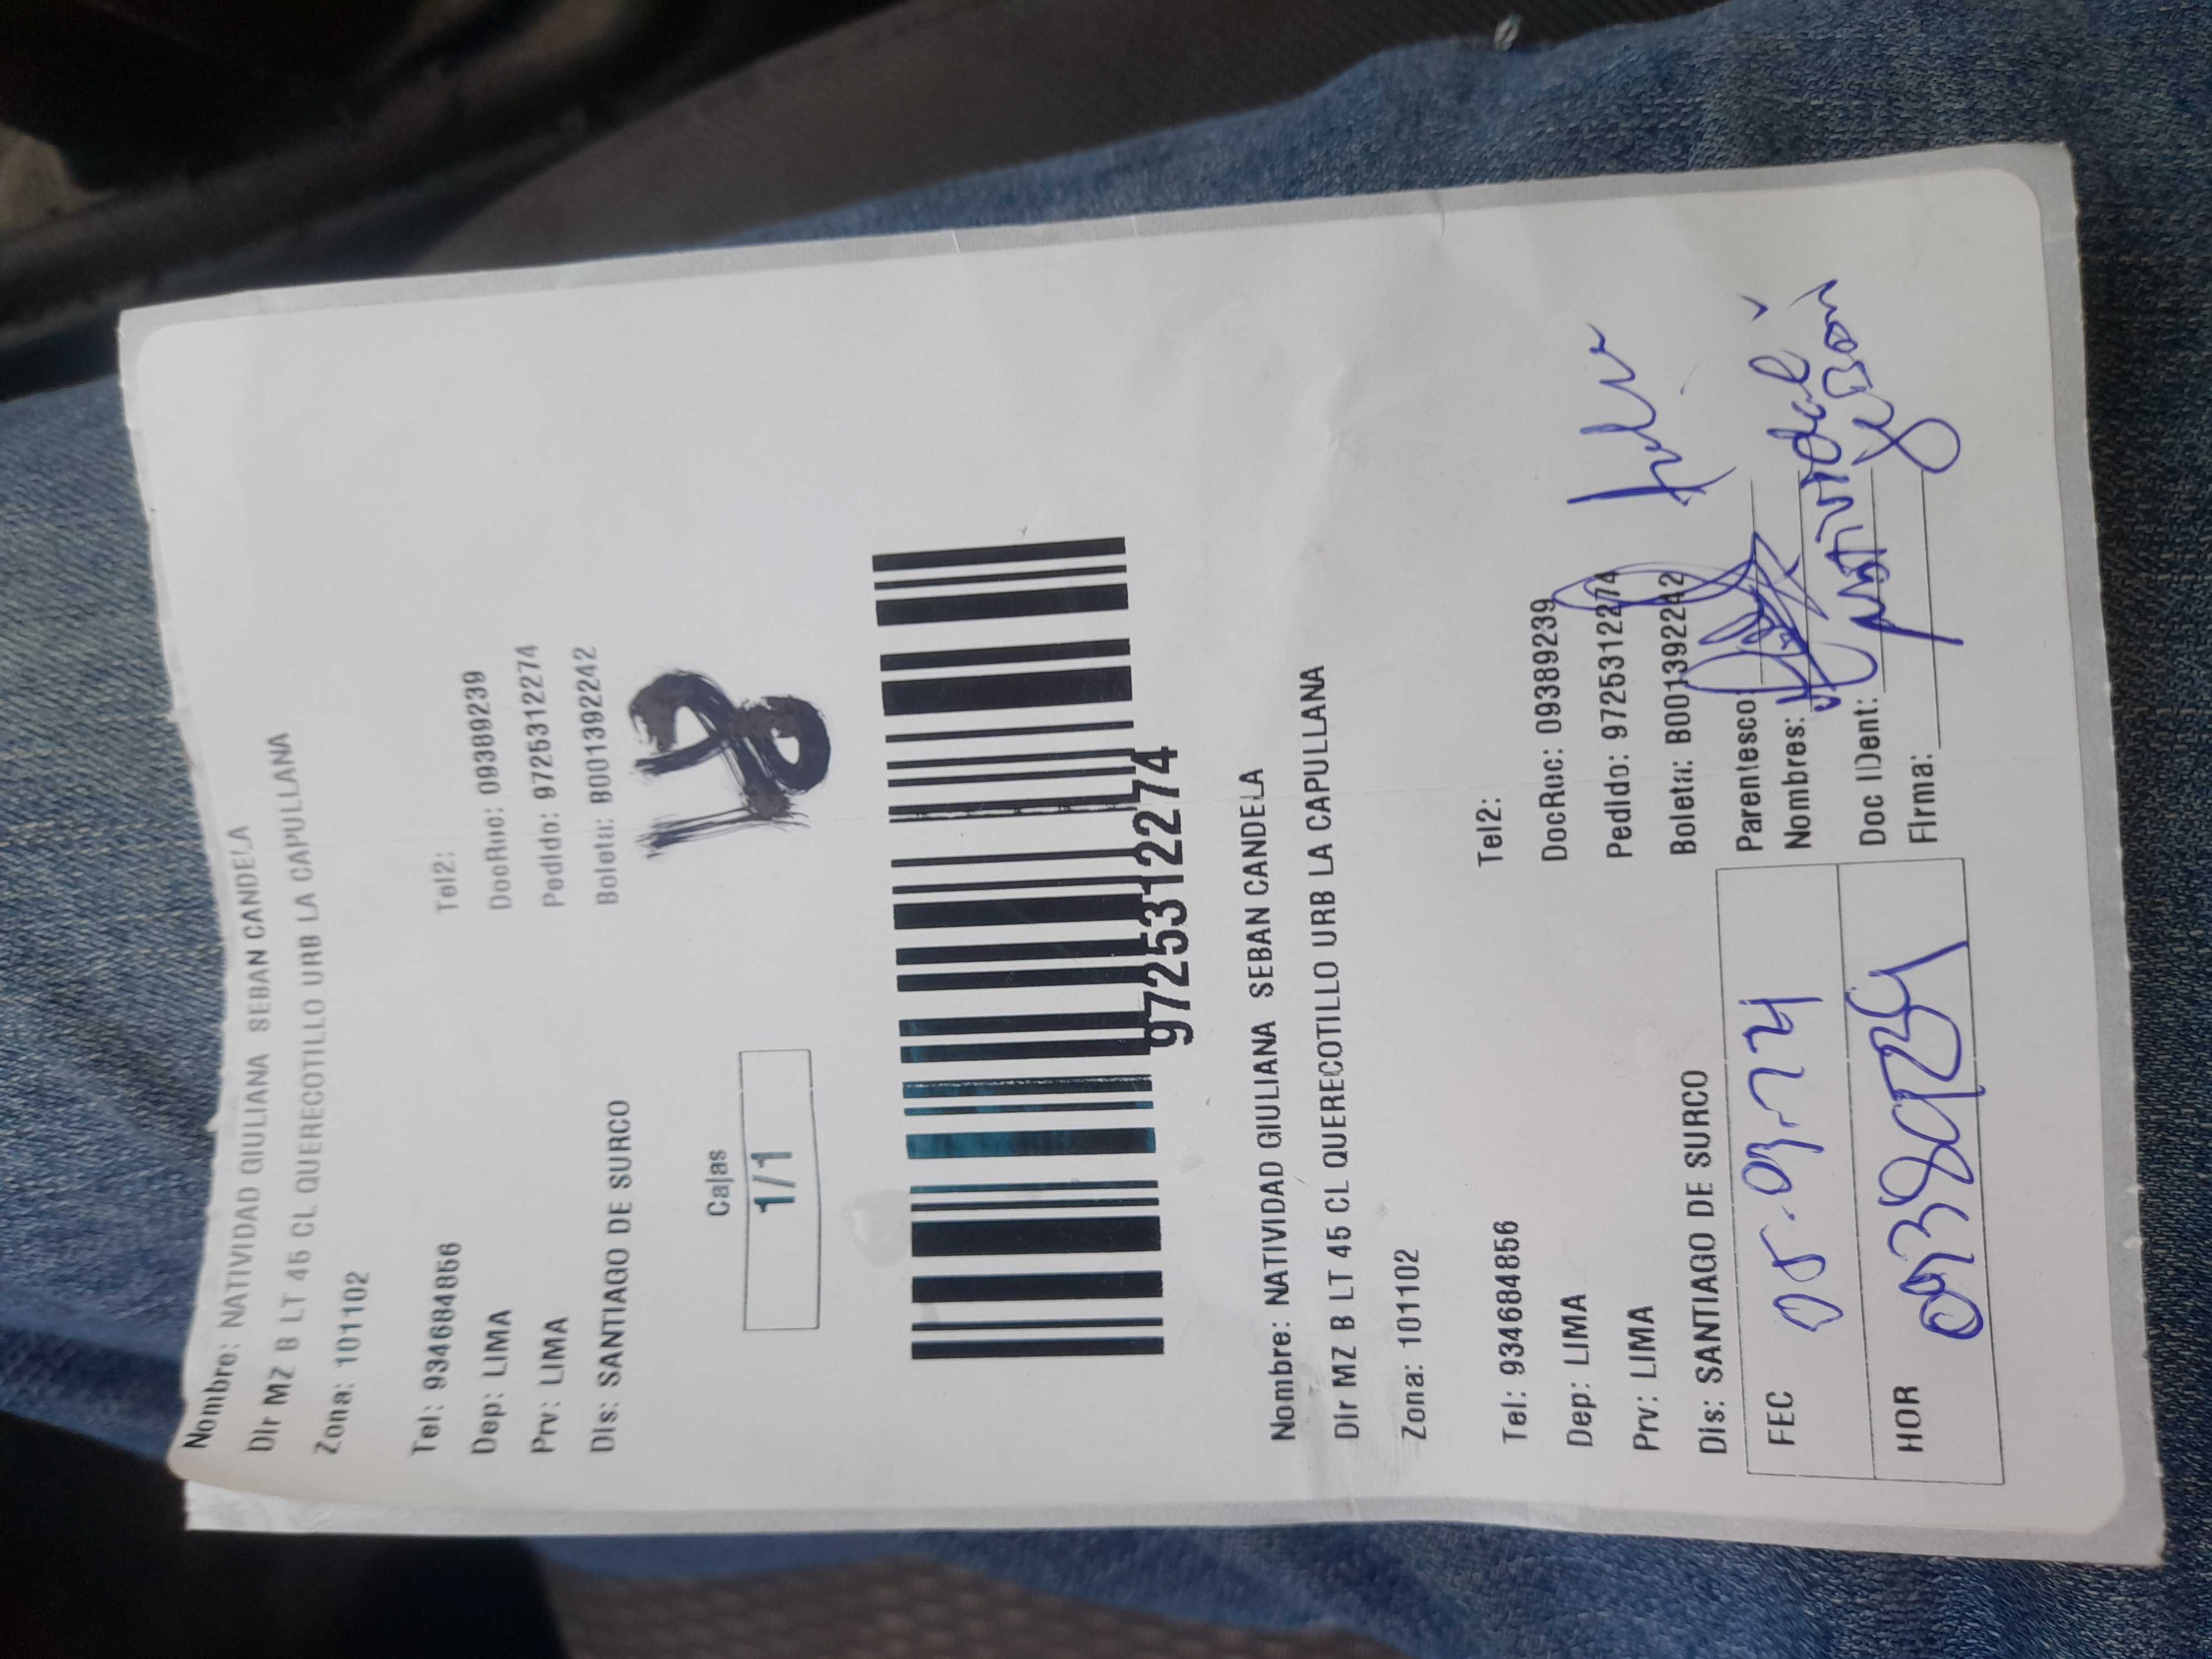 Nombre: NATIVIDAD GIULIANA SEBAN CANDELA
Dir MZ B LT 45 CL QUERECOTILLO URB LA CAPULLANA
Zona: 101102
Tel: 934684856
Tel2:
Dep: LIMA
DocRuc: 09389239
Prv: LIMA
Pedido: 9725312274
Dis: SANTIAGO DE SURCO
Boleta: B001392242
18
Cajas
1/1
9725312274
Nombre: NATIVIDAD GIULIANA SEBAN CANDELA
Dir MZ B LT 45 CL QUERECOTILLO URB LA CAPULLANA
Zona: 101102
Tel: 934684856
Tel2:
Dep: LIMA
DocRuc: 09389239
Prv: LIMA
Pedido: 9725312274
Dis: SANTIAGO DE SURCO
Boleta: B001392242
FEC
Parentesco:
Nombres: Natividad
HOR
Doc IDent:
Firma: